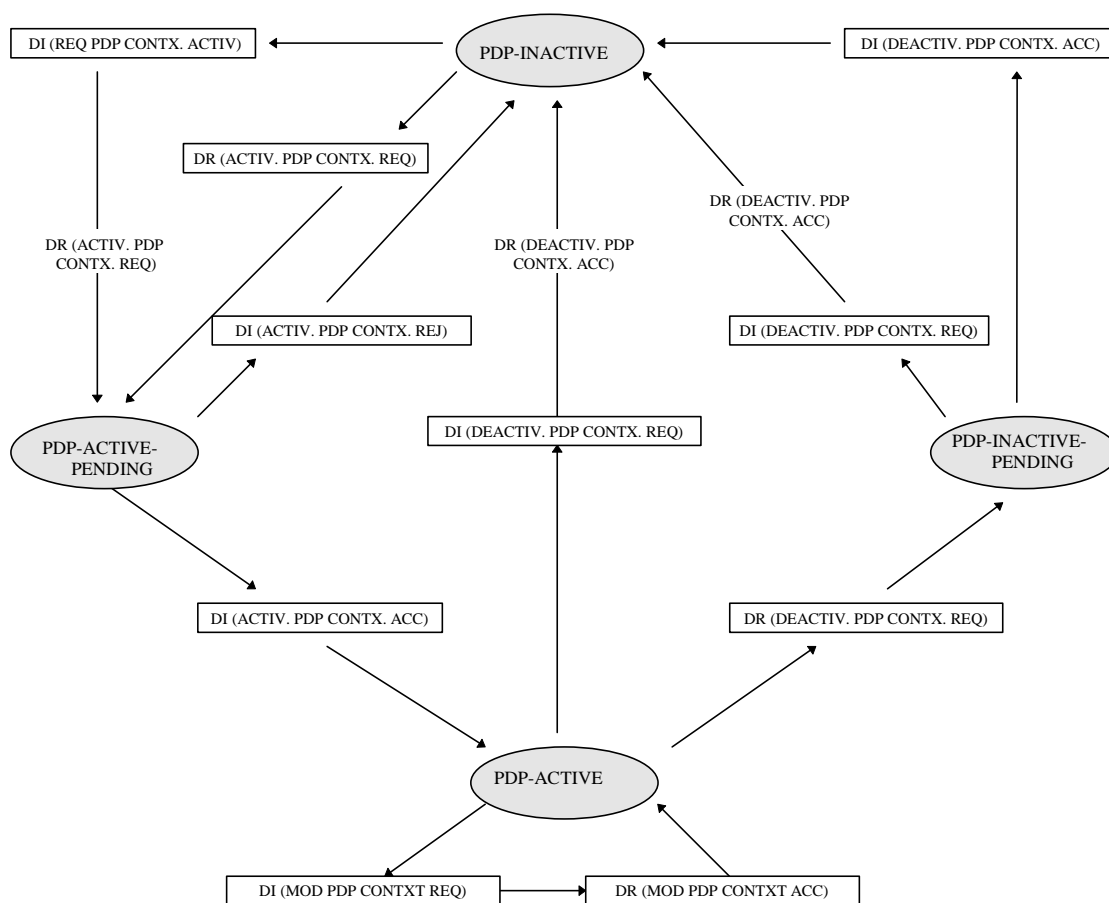 DI (REQ PDP CONTX. ACTIV)
PDP-INACTIVE
DI (DEACTIV. PDP CONTX. ACC)
DR (ACTIV. PDP CONTX. REQ)
DR (DEACTIV. PDP
CONTX. ACC)
DR (ACTIV. PDP
CONTX. REQ)
DR (DEACTIV. PDP
CONTX. ACC)
DI (ACTIV. PDP CONTX. REJ)
DI (DEACTIV. PDP CONTX. REQ)
DI (DEACTIV. PDP CONTX. REQ)
PDP-ACTIVE-
PENDING
PDP-INACTIVE-
PENDING
DI (ACTIV. PDP CONTX. ACC)
DR (DEACTIV. PDP CONTX. REQ)
PDP-ACTIVE
DI (MOD PDP CONTXT REQ)
DR (MOD PDP CONTXT ACC)